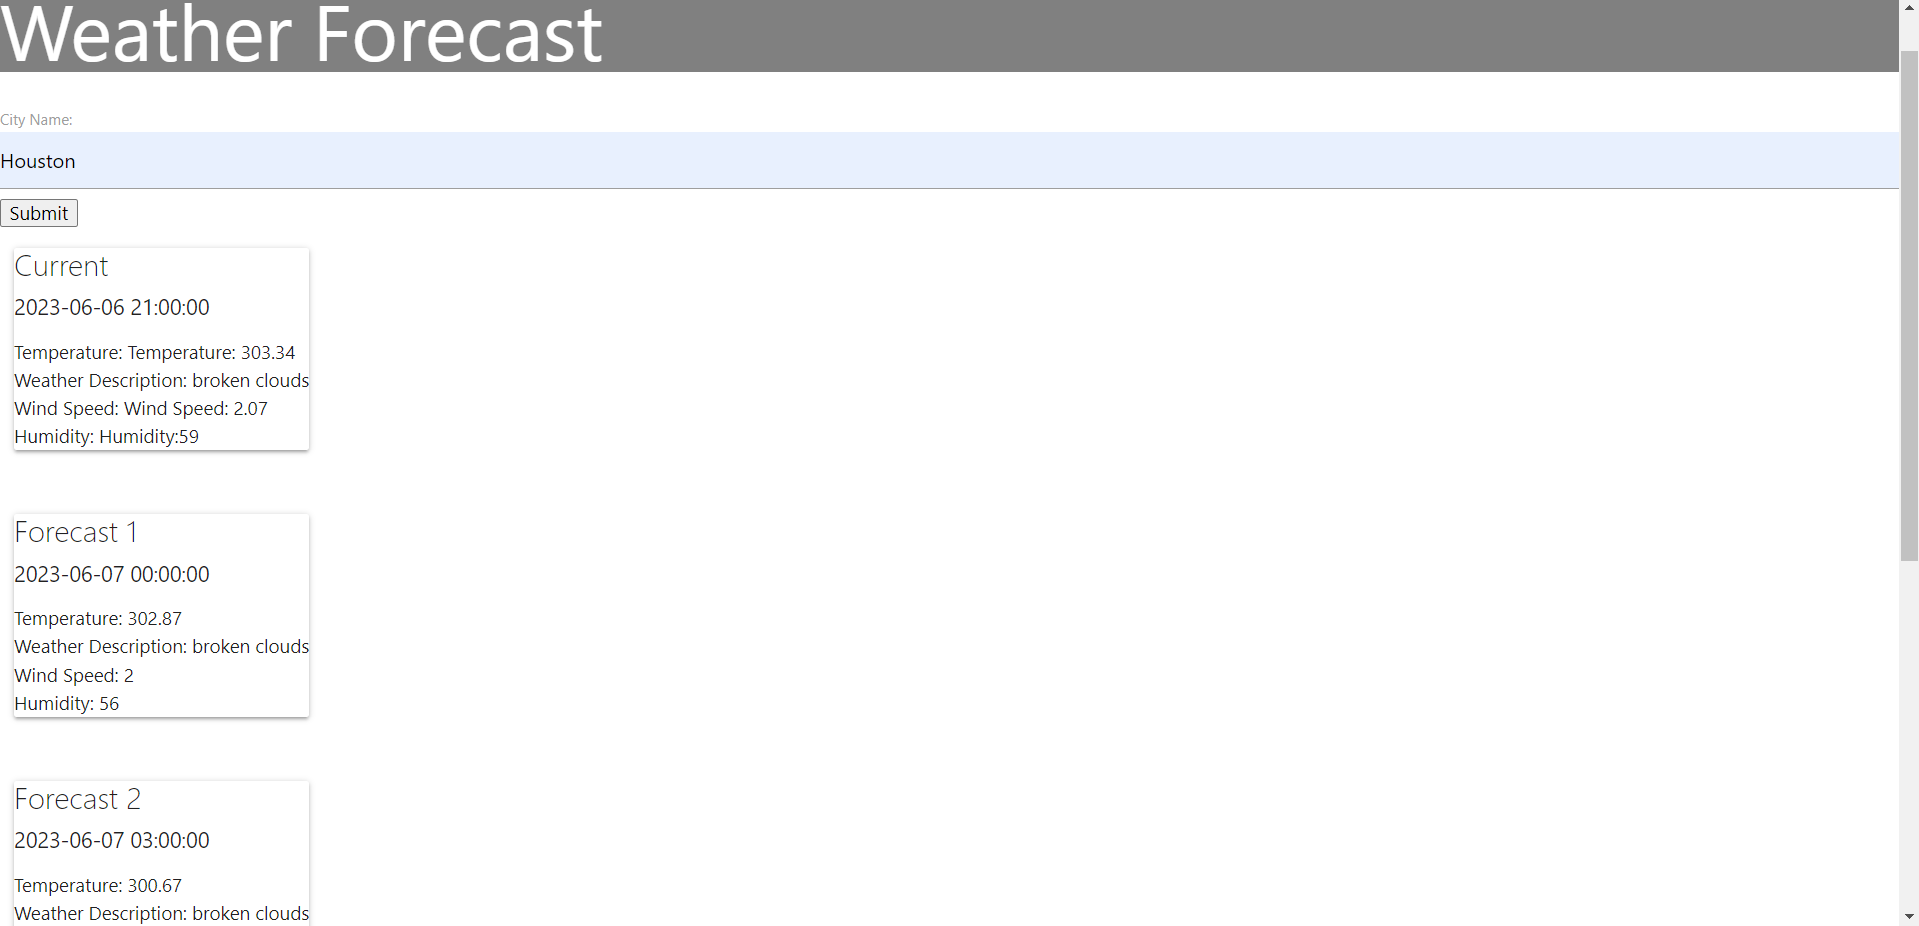 Weather Forecast
City Name:
Houston
Submit
Current
2023-06-06 21:00:00
Temperature: Temperature: 303.34
Weather Description: broken clouds
Wind Speed: Wind Speed: 2.07
Humidity: Humidity:59
Forecast 1
2023-06-07 00:00:00
Temperature: 302.87
Weather Description: broken clouds
Wind Speed: 2
Humidity: 56
Forecast 2
2023-06-07 03:00:00
Temperature: 300.67
Weather Description: broken clouds